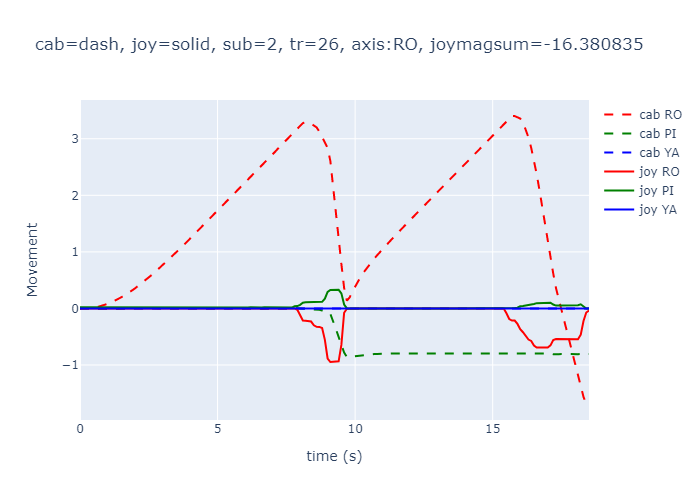 cab=dash, joy=solid, sub=2, tr=26, axis:RO, joymagsum=-16.380835
cab RO
cab PI
cab YA
joy RO
joy PI
joy YA
Movement
3
2
1
0
−1
0
5
10
15
time (s)